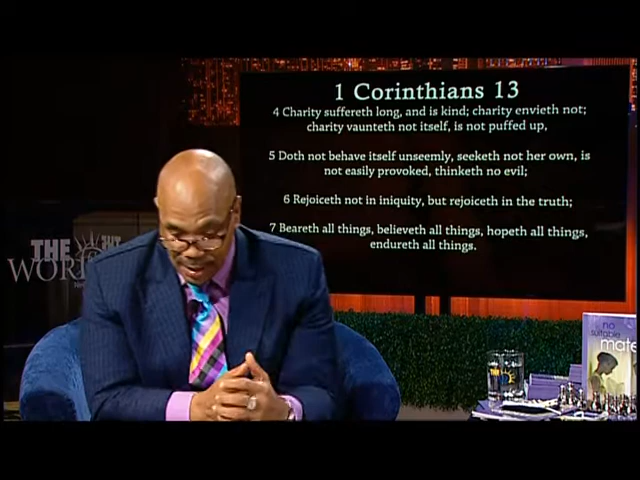 1 Corinthians 13
4 Charity suffereth long, and is kind; charity envieth not;
charity vaunteth not itself, is not puffed up,
5 Doth not behave itself unseemly, seeketh not her own, is
not easily provoked, thinketh no evil;
6 Rejoiceth not in iniquity, but rejoiceth in the truth;
7 Beareth all things, believeth all things, hopeth all things,
endureth all things.
THE
WOR
THE
no
suitable
mate